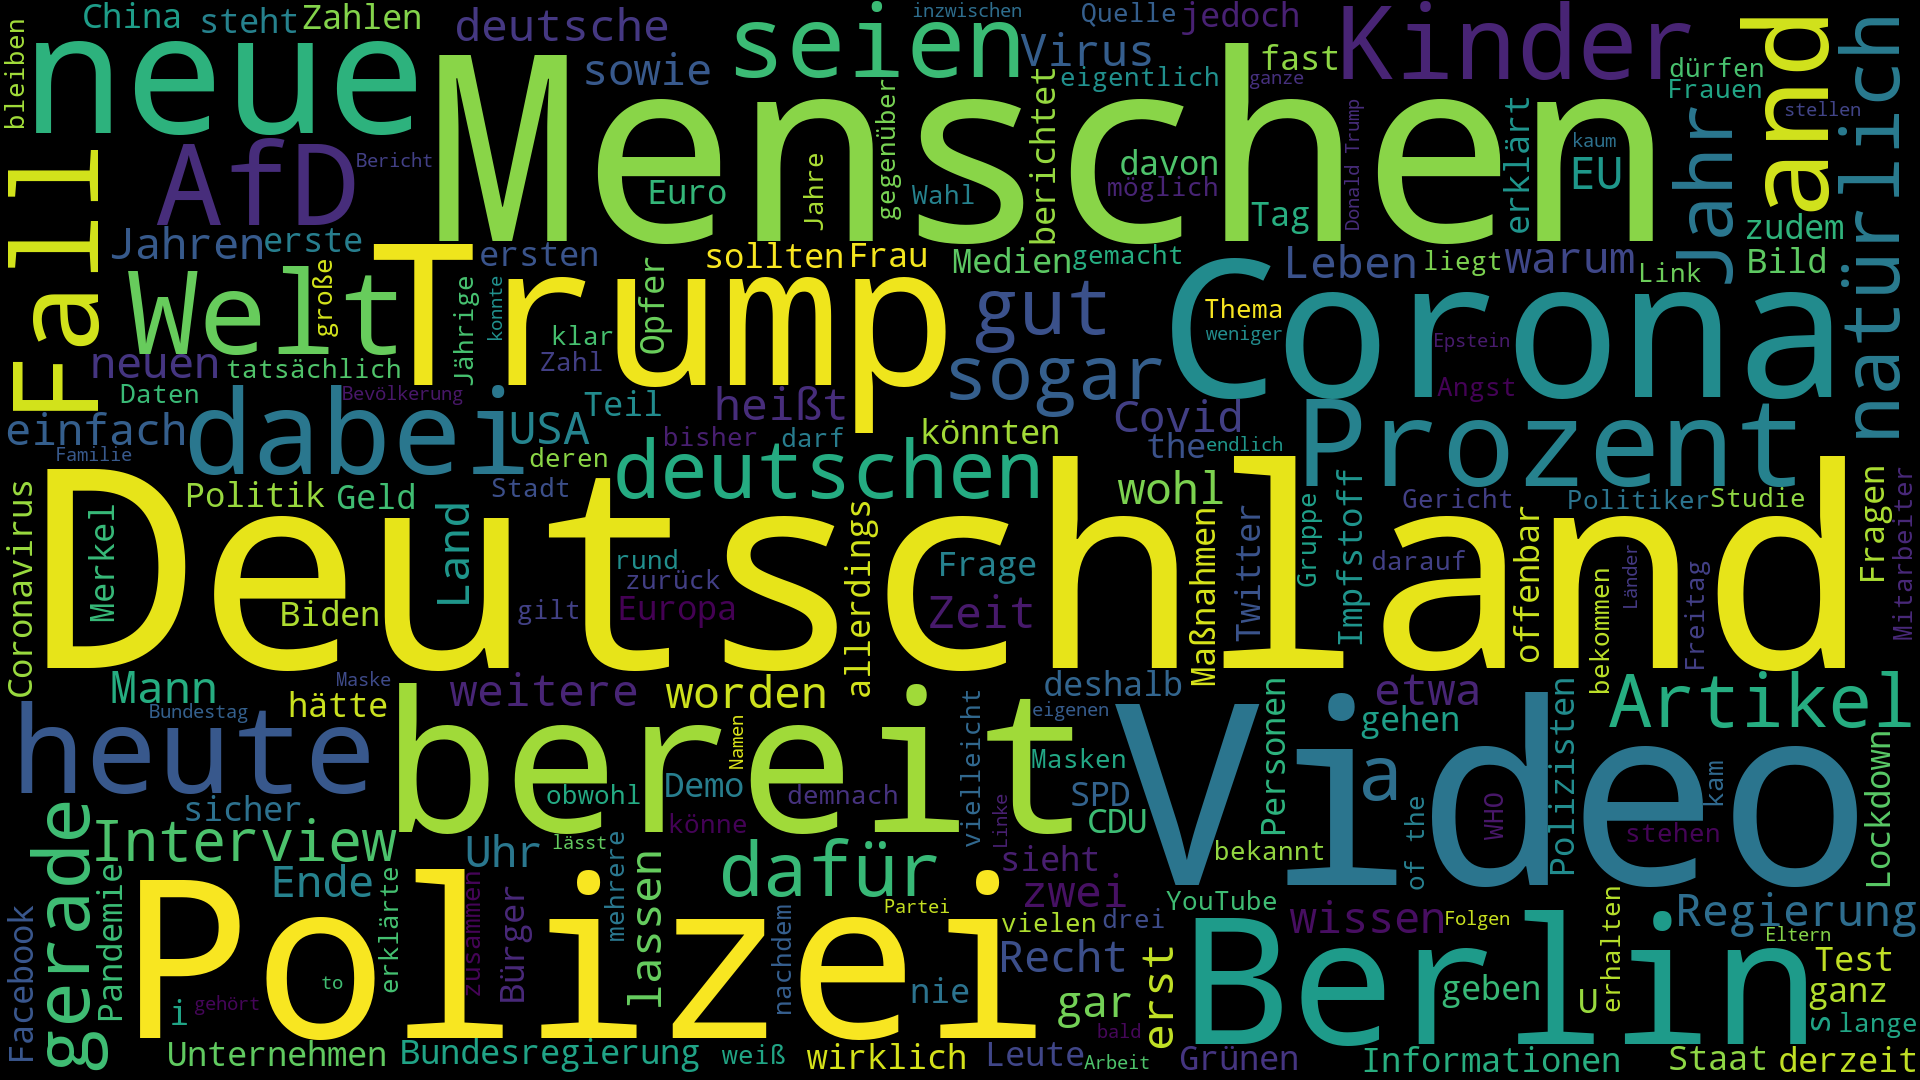 bleiben
China
steht
Zahlen
deutsche
seien
inzwischen
Quelle
jedoch
Kinder
and
natürlich
neue
Menschen
sowie
Virus
eigentlich
fast
ganze
dürfen
Frauen
stellen
Fall
AfD
Bericht
Euro
Jahre
gegenüber
Wahl
berichtet
davon
möglich
Tag
Donald Trump
erklärt
kaum
EU
Jahr
zudem
Jahren
erste
Trump
ersten
sollten
Frau
Medien
gemacht
Leben
liegt
warum
Link
Bild
Welt
große
Jährige
konnte
klar
Zahl
Opfer
gut
Thema
weniger
Corona
Epstein
neuen
tatsächlich
sogar
Angst
Daten
Bevölkerung
einfach
dabei
USA
Teil
heißt
bisher
darf
könnten
Covid
the
endlich
Prozent
Familie
deren
deutschen
Coronavirus
Politik
Geld
Stadt
wohl
Gericht
Politiker
Studie
Fragen
Mitarbeiter
Merkel
Deutschland
Land
rund
zurück
allerdings
Frage
Maßnahmen
Twitter
Gruppe
Impfstoff
darauf
offenbar
bekommen
Länder
Freitag
Biden
gilt
Europa
Zeit
Mann
Maske
hätte
weitere
worden
deshalb
eigenen
Personen
etwa
gehen
Polizisten
Artikel
Bundestag
heute
bereit
Namen
vielleicht
Masken
Video
a
kam
Lockdown
sicher
obwohl
Demo
demnach
Linke
SPD
CDU
of the
WHO
stehen
gerade
Interview
Uhr
lässt
könne
dafür
sieht
bekannt
Facebook
Pandemie
Ende
erklärte
zusammen
Bürger
mehrere
lassen
nachdem
Partei
zwei
YouTube
wissen
Folgen
erhalten
Regierung
Polizei
vielen
drei
Eltern
Recht
erst
Berlin
Test
i
gehört
to
nie
gar
geben
U
ganz
bald
s
lange
Unternehmen
Bundesregierung
weiß
wirklich
Leute
Arbeit
Grünen
Informationen
Staat
derzeit